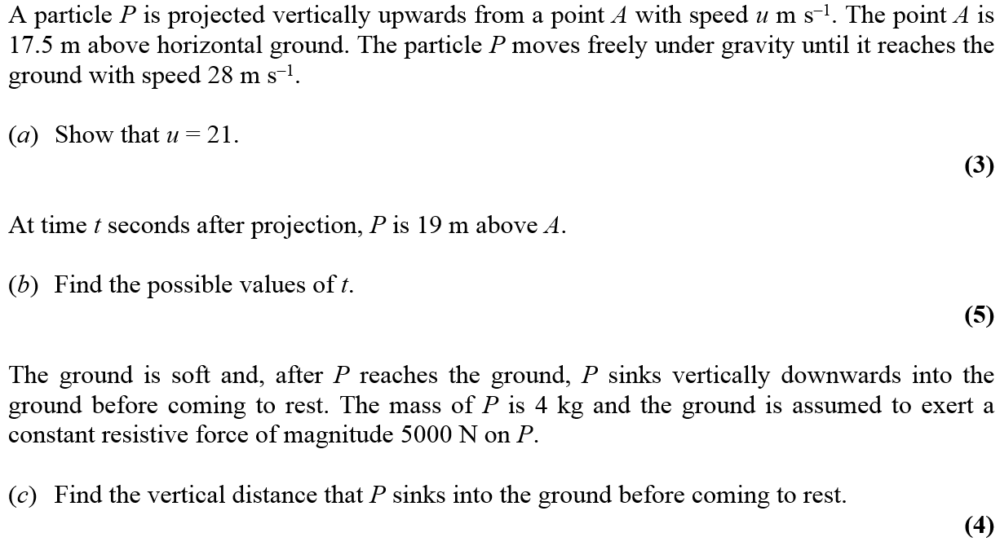 A particle P is projected vertically upwards from a point A with speed u m s⁻¹. The point A is
17.5 m above horizontal ground. The particle P moves freely under gravity until it reaches the
ground with speed 28 m s⁻¹.
(a) Show that u = 21.
(3)
At time t seconds after projection, P is 19 m above A.
(b) Find the possible values of t.
(5)
The ground is soft and, after P reaches the ground, P sinks vertically downwards into the
ground before coming to rest. The mass of P is 4 kg and the ground is assumed to exert a
constant resistive force of magnitude 5000 N on P.
(c) Find the vertical distance that P sinks into the ground before coming to rest.
(4)